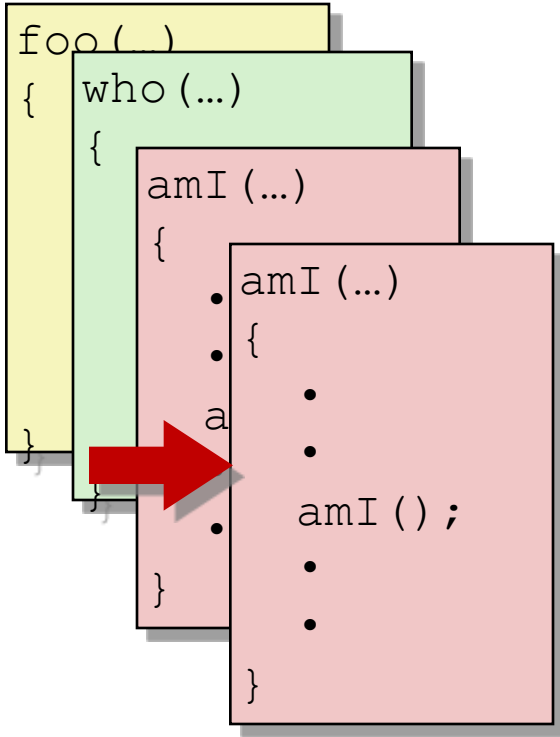 foo(…)
{
}
who(…)
{
}
amI(…)
{
•
•
a
•
}
amI(…)
{
•
•
amI();
•
•
}